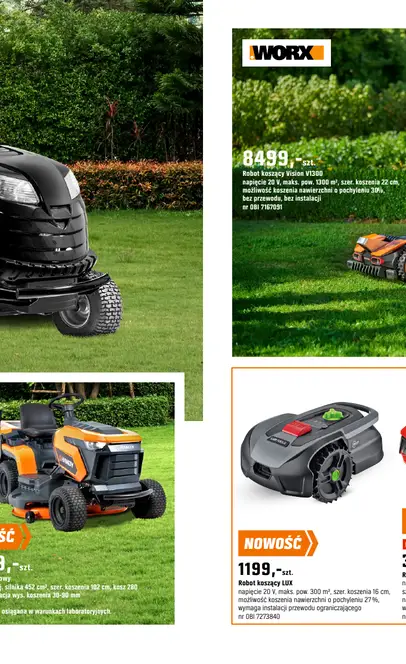 WORX
8499,-szt.
Robot koszący Vision V1300
napięcie 20 V, maks. pow. 1300 m², szer. koszenia 22 cm,
możliwość koszenia nawierzchni o pochyleniu 30%,
bez przewodu, bez instalacji
nr OBI 7167091
9,-szt.
owy
j. silnika 452 cm³, szer. koszenia 102 cm, kosz 280
acja wys. koszenia 30-90 mm
osiągana w warunkach laboratoryjnych.
NOWOŚĆ
1199,-szt.
Robot koszący LUX
napięcie 20 V, maks. pow. 300 m², szer. koszenia 16 cm,
możliwość koszenia nawierzchni o pochyleniu 27%,
wymaga instalacji przewodu ograniczającego
nr OBI 7273840